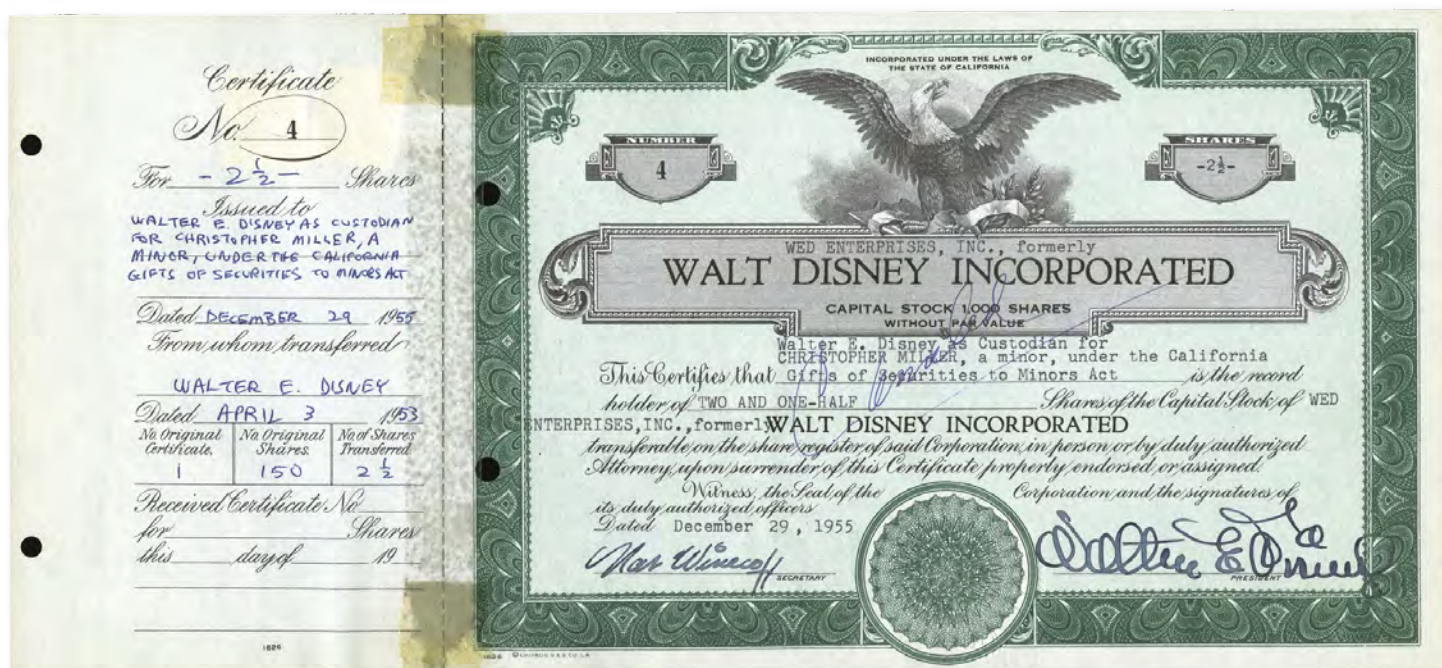 Certificate
No. 4
For - 2 1/2 - Shares
Issued to
WALTER E. DISNEY AS CUSTODIAN
FOR CHRISTOPHER MILLER, A
MINOR, UNDER THE CALIFORNIA
GIFTS OF SECURITIES TO MINORS ACT
Dated DECEMBER 29 1955
From whom transferred
WALTER E. DISNEY
Dated APRIL 3 1953
No. Original Certificate. No. Original Shares. No. of Shares Transferred
1 150 2 1/2
Received Certificate No
for Shares
this day of 19
1626
INCORPORATED UNDER THE LAWS OF
THE STATE OF CALIFORNIA
NUMBER
4
SHARES
-2½-
WED ENTERPRISES, INC., formerly
WALT DISNEY INCORPORATED
CAPITAL STOCK 1,000 SHARES
WITHOUT PAR VALUE
Walter E. Disney as Custodian for
CHRISTOPHER MILLER, a minor, under the California
This Certifies that Gifts of Securities to Minors Act is the record
holder of TWO AND ONE-HALF Shares of the Capital Stock of WED
ENTERPRISES, INC., formerly WALT DISNEY INCORPORATED
transferable on the share register of said Corporation, in person or by duly authorized
Attorney, upon surrender of this Certificate properly endorsed or assigned.
Witness, the Seal of the Corporation and the signatures of
its duly authorized officers
Dated December 29, 1955
SECRETARY
Walter E Disney
PRESIDENT
1626